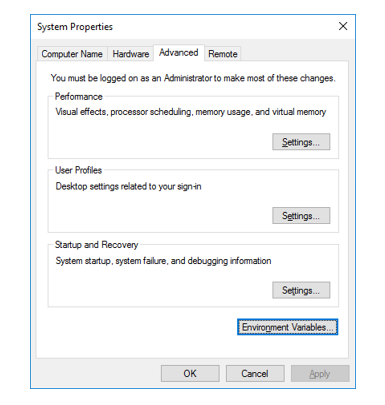 System Properties
Computer Name Hardware Advanced Remote
You must be logged on as an Administrator to make most of these changes.
Performance
Visual effects, processor scheduling, memory usage, and virtual memory
Settings...
User Profiles
Desktop settings related to your sign-in
Settings...
Startup and Recovery
System startup, system failure, and debugging information
Settings...
Environment Variables...
OK Cancel Apply